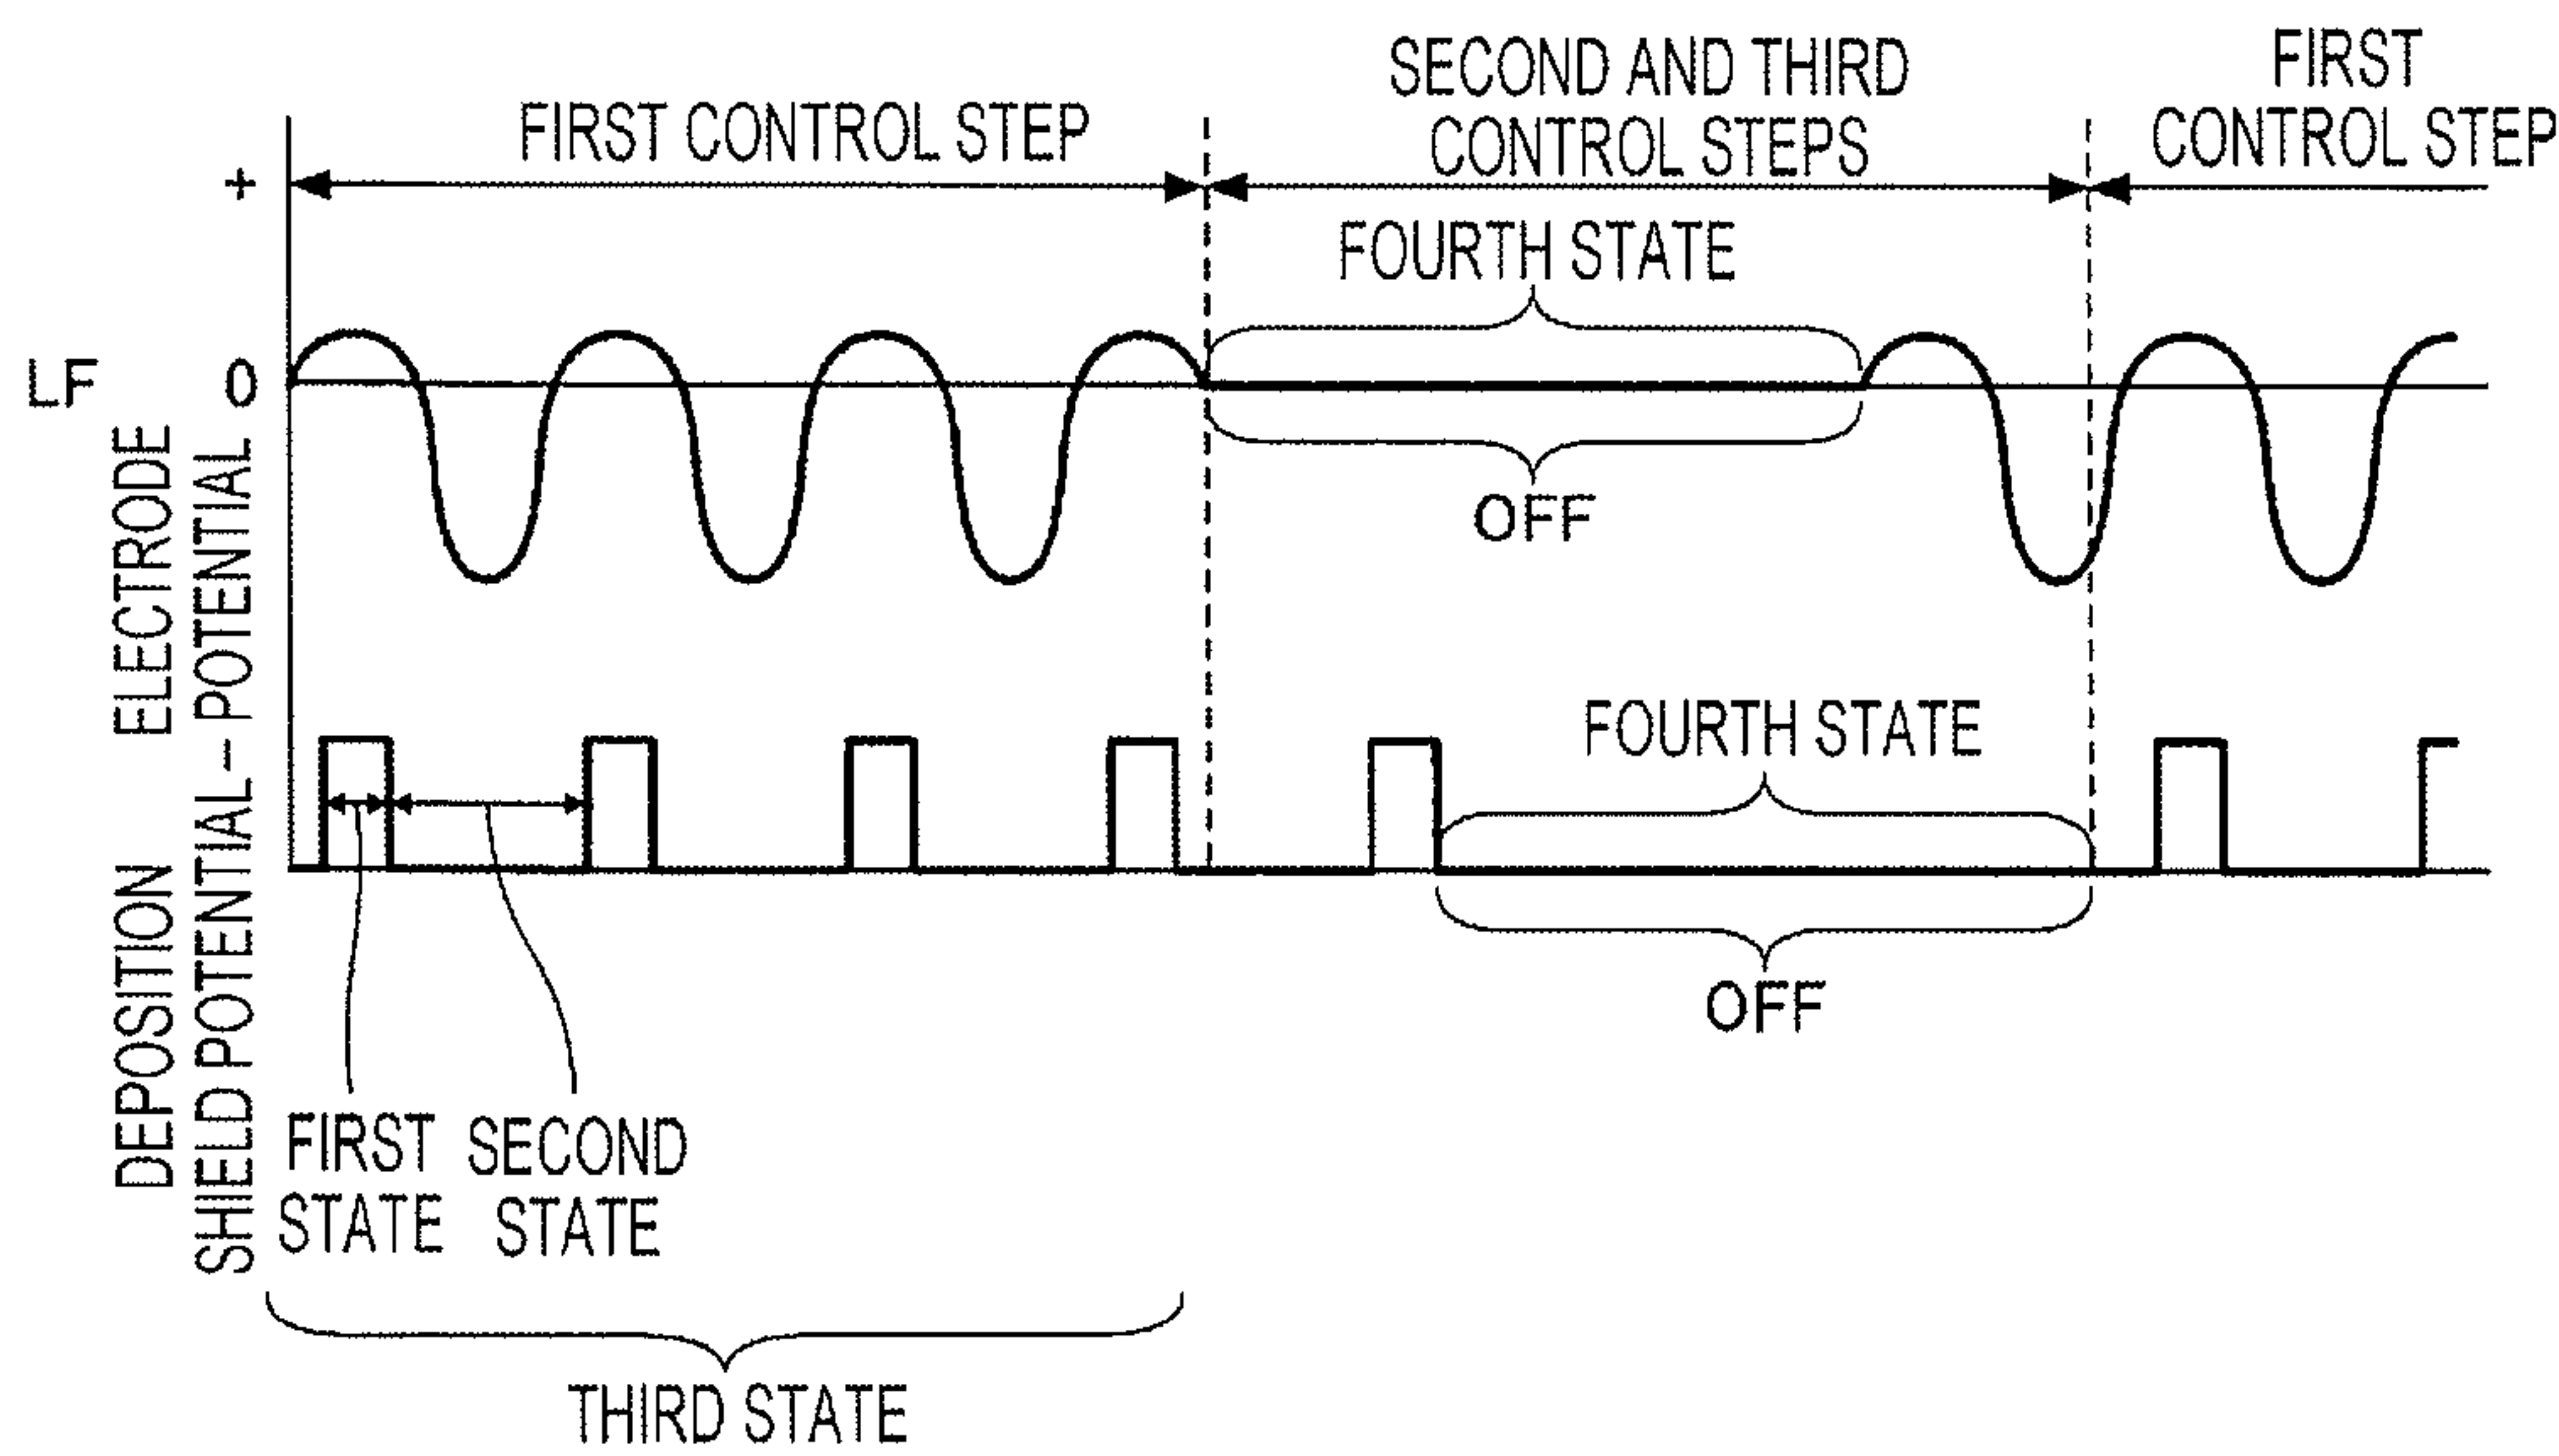 FIRST CONTROL STEP
SECOND AND THIRD
CONTROL STEPS
FIRST
CONTROL STEP
+
FOURTH STATE
LF
0
OFF
ELECTRODE
POTENTIAL
DEPOSITION
SHIELD POTENTIAL-
FOURTH STATE
OFF
FIRST
STATE
SECOND
STATE
THIRD STATE